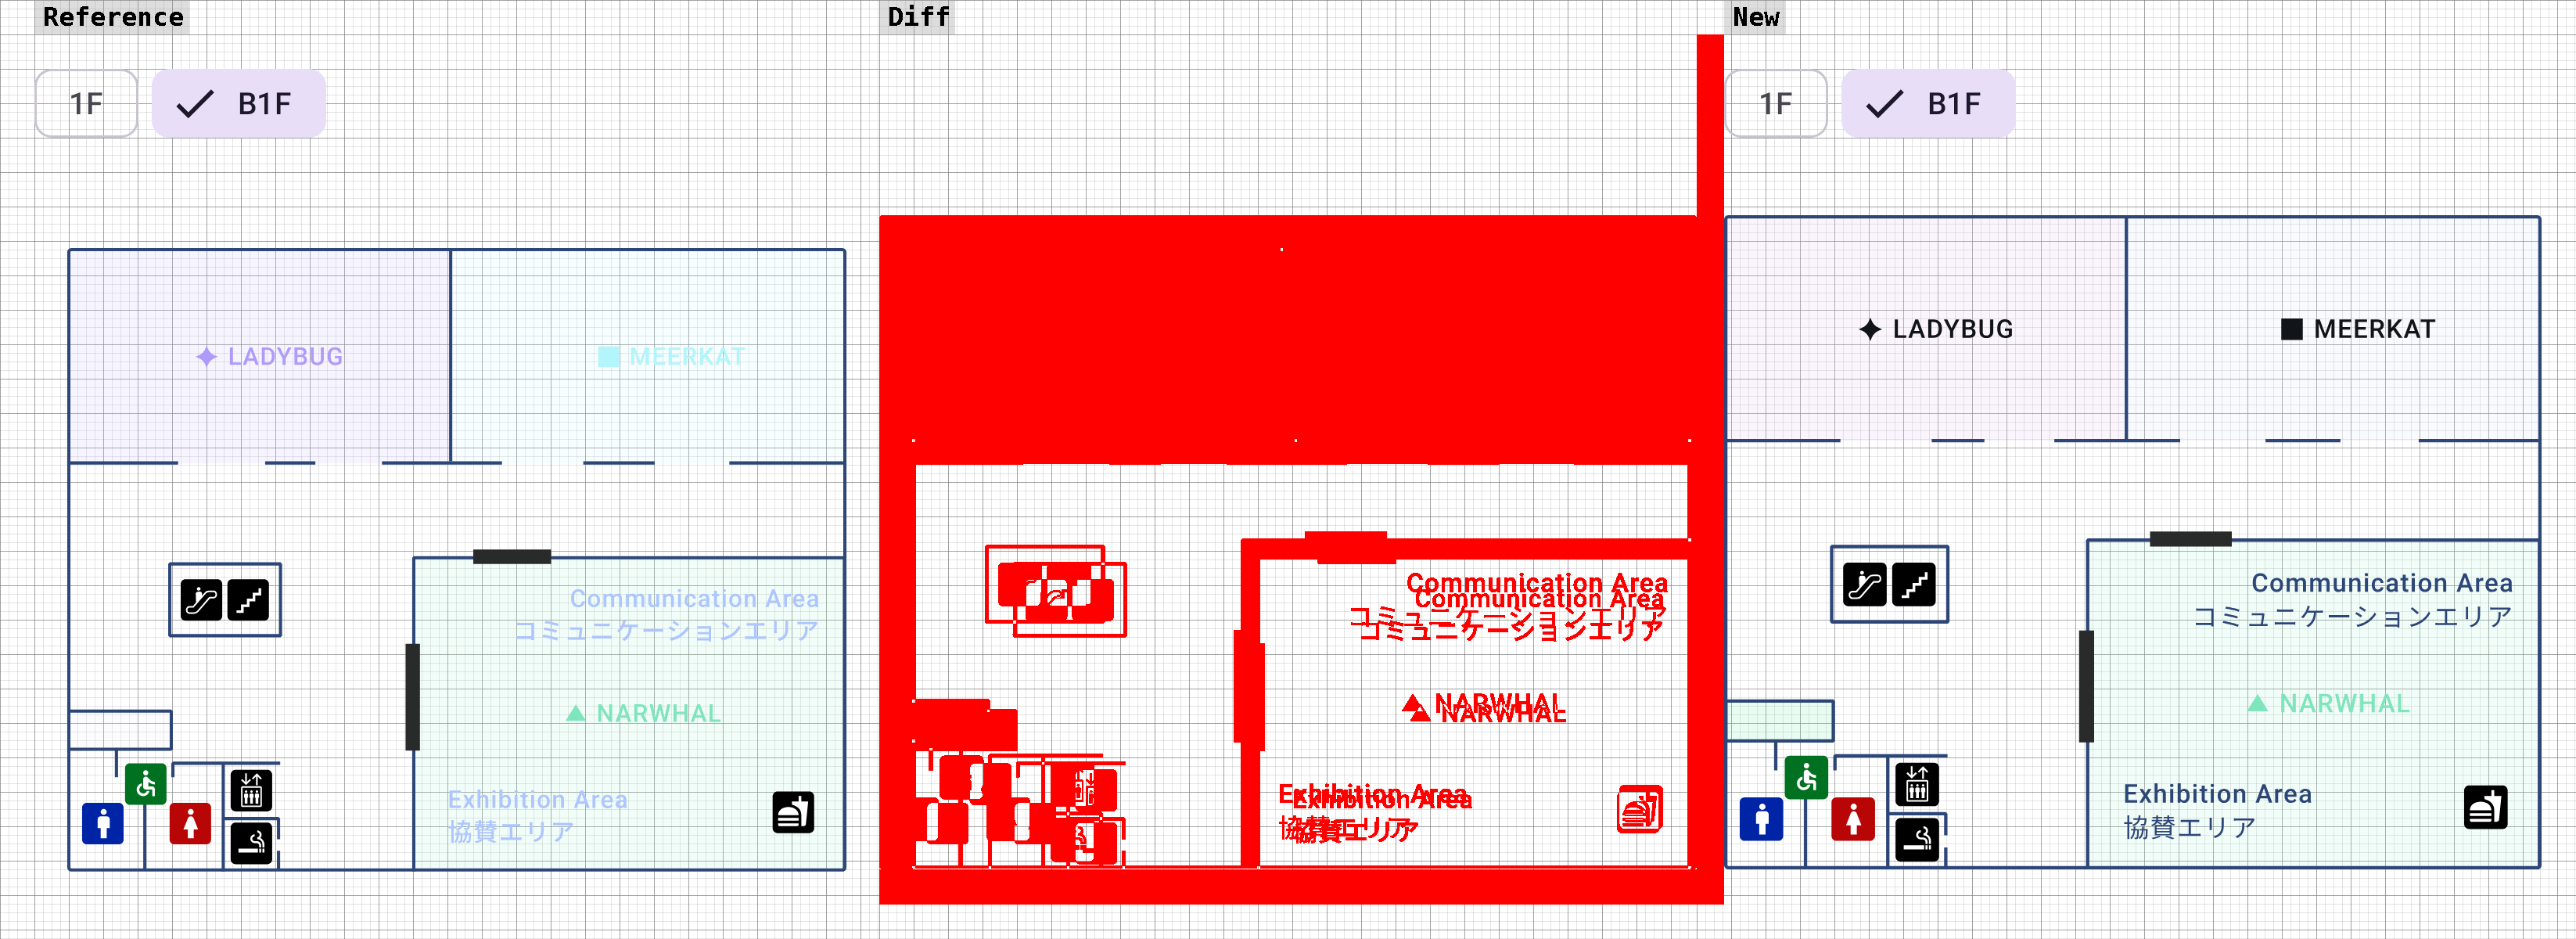 Reference
1F
B1F
LADYBUG
MEERKAT
Communication Area
コミュニケーションエリア
NARWHAL
Exhibition Area
協賛エリア
Diff
Communication Area
Communication Area
コミュニケーションエリア
コミュニケーションエリア
NARWHAL
NARWHAL
Exhibition Area
Exhibition Area
協賛エリア
協賛エリア
New
1F
B1F
LADYBUG
MEERKAT
Communication Area
コミュニケーションエリア
NARWHAL
Exhibition Area
協賛エリア